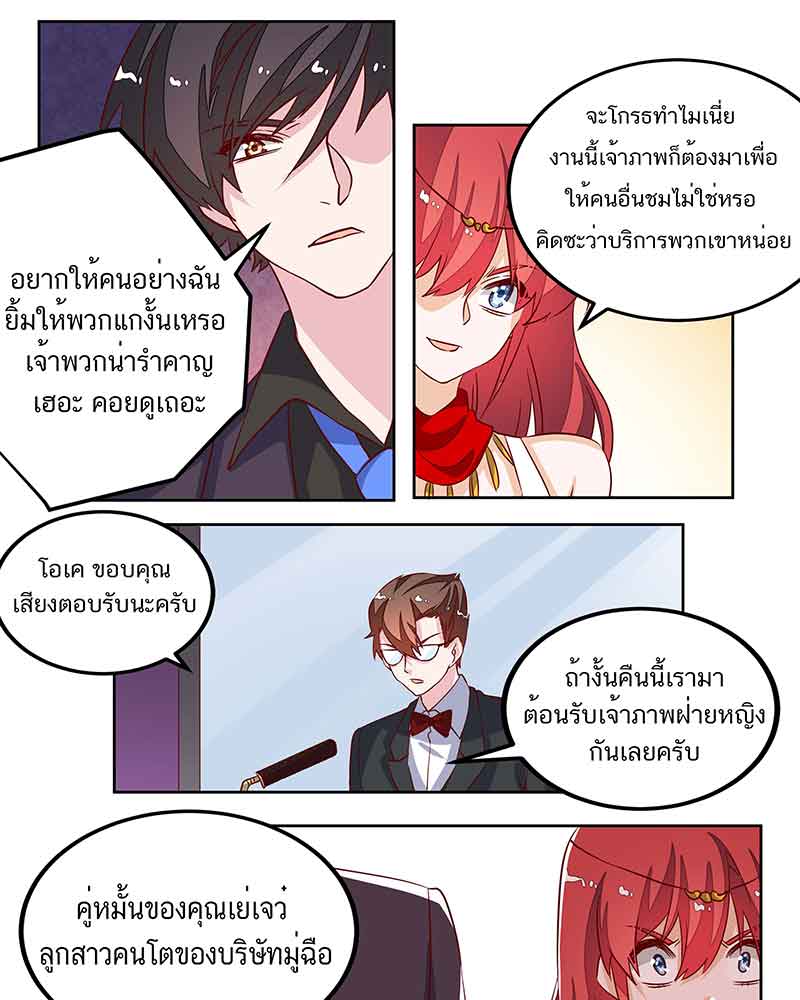 อยากให้คนอย่างฉัน
ยิ้มให้พวกแกงั้นเหรอ
เจ้าพวกน่ารำคาญ
เฮอะ คอยดูเถอะ
จะโกรธทำไมเนี่ย
งานนี้เจ้าภาพก็ต้องมาเพื่อ
ให้คนอื่นชมไม่ใช่หรอ
คิดซะว่าบริการพวกเขาหน่อย
โอเค ขอบคุณ
เสียงตอบรับนะครับ
ถ้างั้นคืนนี้เรามา
ต้อนรับเจ้าภาพฝ่ายหญิง
กันเลยครับ
คู่หมั้นของคุณเย่เจว๋
ลูกสาวคนโตของบริษัทมู่ฉือ